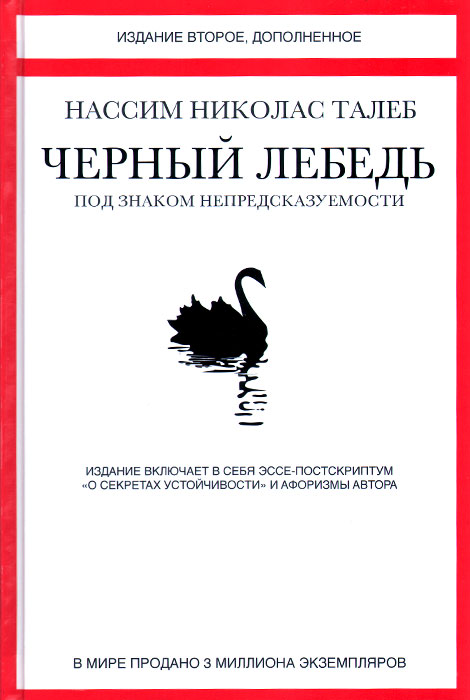 ИЗДАНИЕ ВТОРОЕ, ДОПОЛНЕННОЕ
НАССИМ НИКОЛАС ТАЛЕБ
ЧЕРНЫЙ ЛЕБЕДЬ
ПОД ЗНАКОМ НЕПРЕДСКАЗУЕМОСТИ
ИЗДАНИЕ ВКЛЮЧАЕТ В СЕБЯ ЭССЕ-ПОСТСКРИПТУМ
«О СЕКРЕТАХ УСТОЙЧИВОСТИ» И АФОРИЗМЫ АВТОРА
В МИРЕ ПРОДАНО 3 МИЛЛИОНА ЭКЗЕМПЛЯРОВ